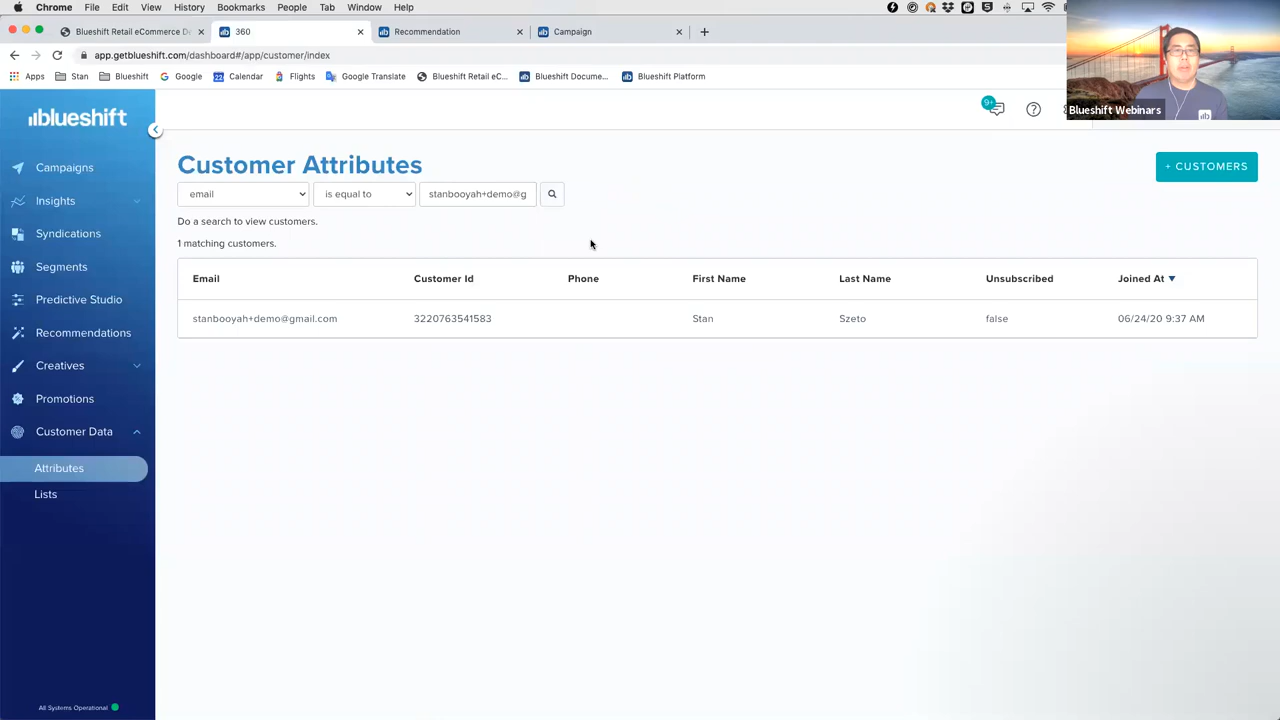 Chrome File Edit View History Bookmarks People Tab Window Help
Blueshift Retail eCommerce De
360
Recommendation
Campaign
app.getblueshift.com/dashboard#/app/customer/index
Apps Stan Blueshift Google 22 Calendar Flights Google Translate Blueshift Retail eC... Blueshift Docume... Blueshift Platform
Blueshift Webinars
blueshift
9+
Campaigns
Insights
Syndications
Segments
Predictive Studio
Recommendations
Creatives
Promotions
Customer Data
Attributes
Lists
All Systems Operational
Customer Attributes
+ CUSTOMERS
email is equal to stanbooyah+demo@g
Do a search to view customers.
1 matching customers.
Email Customer Id Phone First Name Last Name Unsubscribed Joined At
stanbooyah+demo@gmail.com 3220763541583 Stan Szeto false 06/24/20 9:37 AM